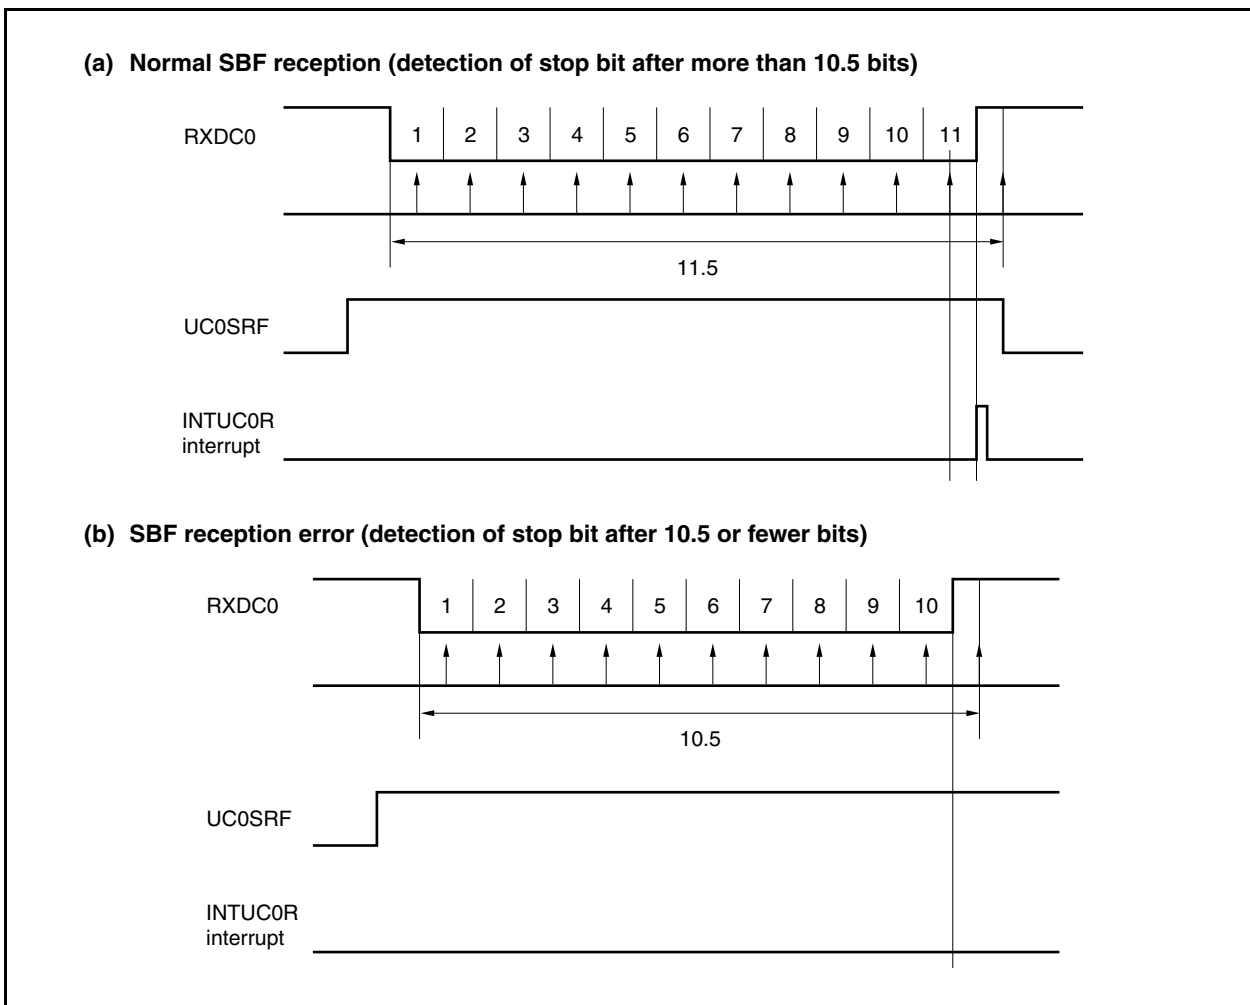 (a) Normal SBF reception (detection of stop bit after more than 10.5 bits)
RXDC0
1 2 3 4 5 6 7 8 9 10 11
11.5
UC0SRF
INTUC0R
interrupt
(b) SBF reception error (detection of stop bit after 10.5 or fewer bits)
RXDC0
1 2 3 4 5 6 7 8 9 10
10.5
UC0SRF
INTUC0R
interrupt